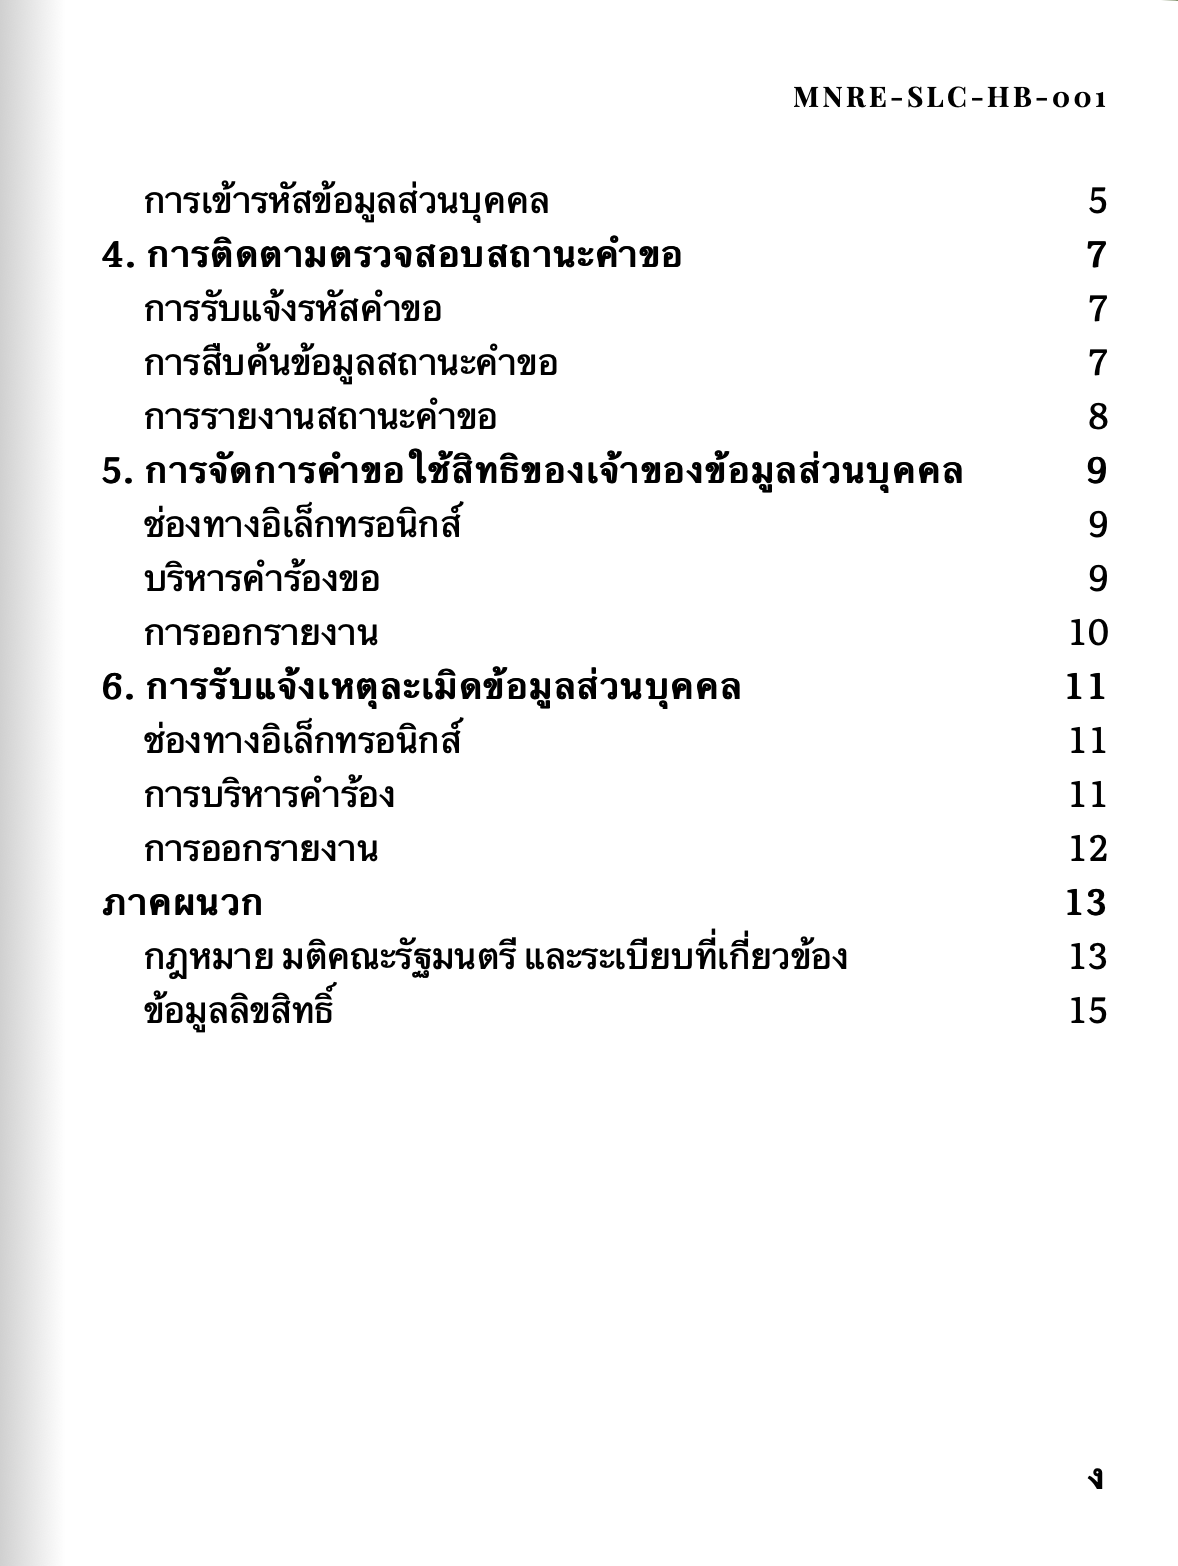 MNRE-SLC-HB-001
การเข้ารหัสข้อมูลส่วนบุคคล 5
4. การติดตามตรวจสอบสถานะคำขอ 7
การรับแจ้งรหัสคำขอ 7
การสืบค้นข้อมูลสถานะคำขอ 7
การรายงานสถานะคำขอ 8
5. การจัดการคำขอใช้สิทธิของเจ้าของข้อมูลส่วนบุคคล 9
ช่องทางอิเล็กทรอนิกส์ 9
บริหารคำร้องขอ 9
การออกรายงาน 10
6. การรับแจ้งเหตุละเมิดข้อมูลส่วนบุคคล 11
ช่องทางอิเล็กทรอนิกส์ 11
การบริหารคำร้อง 11
การออกรายงาน 12
ภาคผนวก 13
กฎหมาย มติคณะรัฐมนตรี และระเบียบที่เกี่ยวข้อง 13
ข้อมูลลิขสิทธิ์ 15
ง